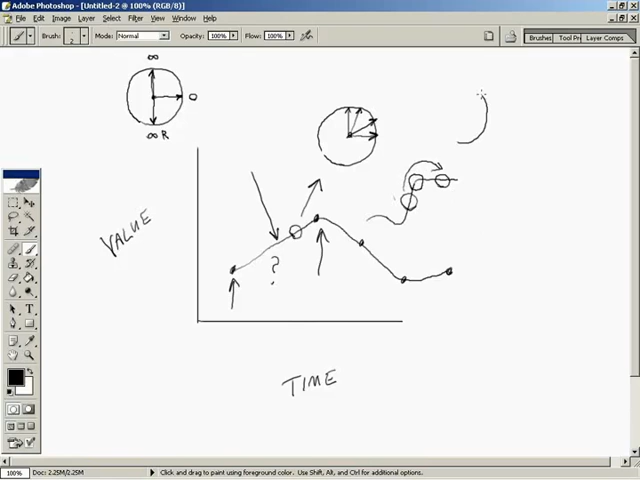 Adobe Photoshop - [Untitled-2 @ 100% (RGB/8)]
File Edit Image Layer Select Filter View Window Help
Brush: 2 Mode: Normal Opacity: 100% Flow: 100% Brushes Tool Pr Layer Comps
∞
0
∞ R
VALUE
?
TIME
100% Doc: 2.25M/2.25M Click and drag to paint using foreground color. Use Shift, Alt, and Ctrl for additional options.